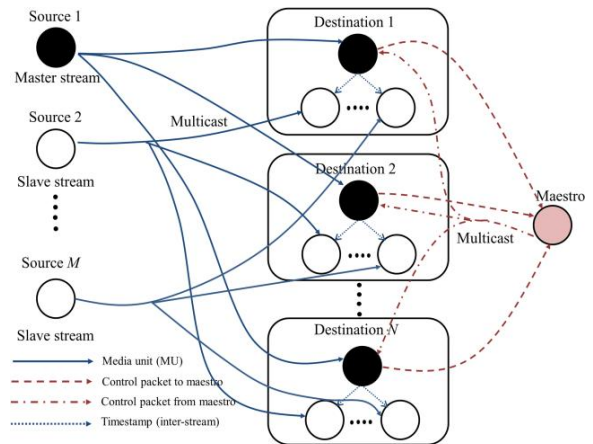 Source 1
Master stream
Source 2
Slave stream
Source M
Slave stream
Multicast
Destination 1
Destination 2
Destination N
Maestro
Multicast
Media unit (MU)
Control packet to maestro
Control packet from maestro
Timestamp (inter-stream)